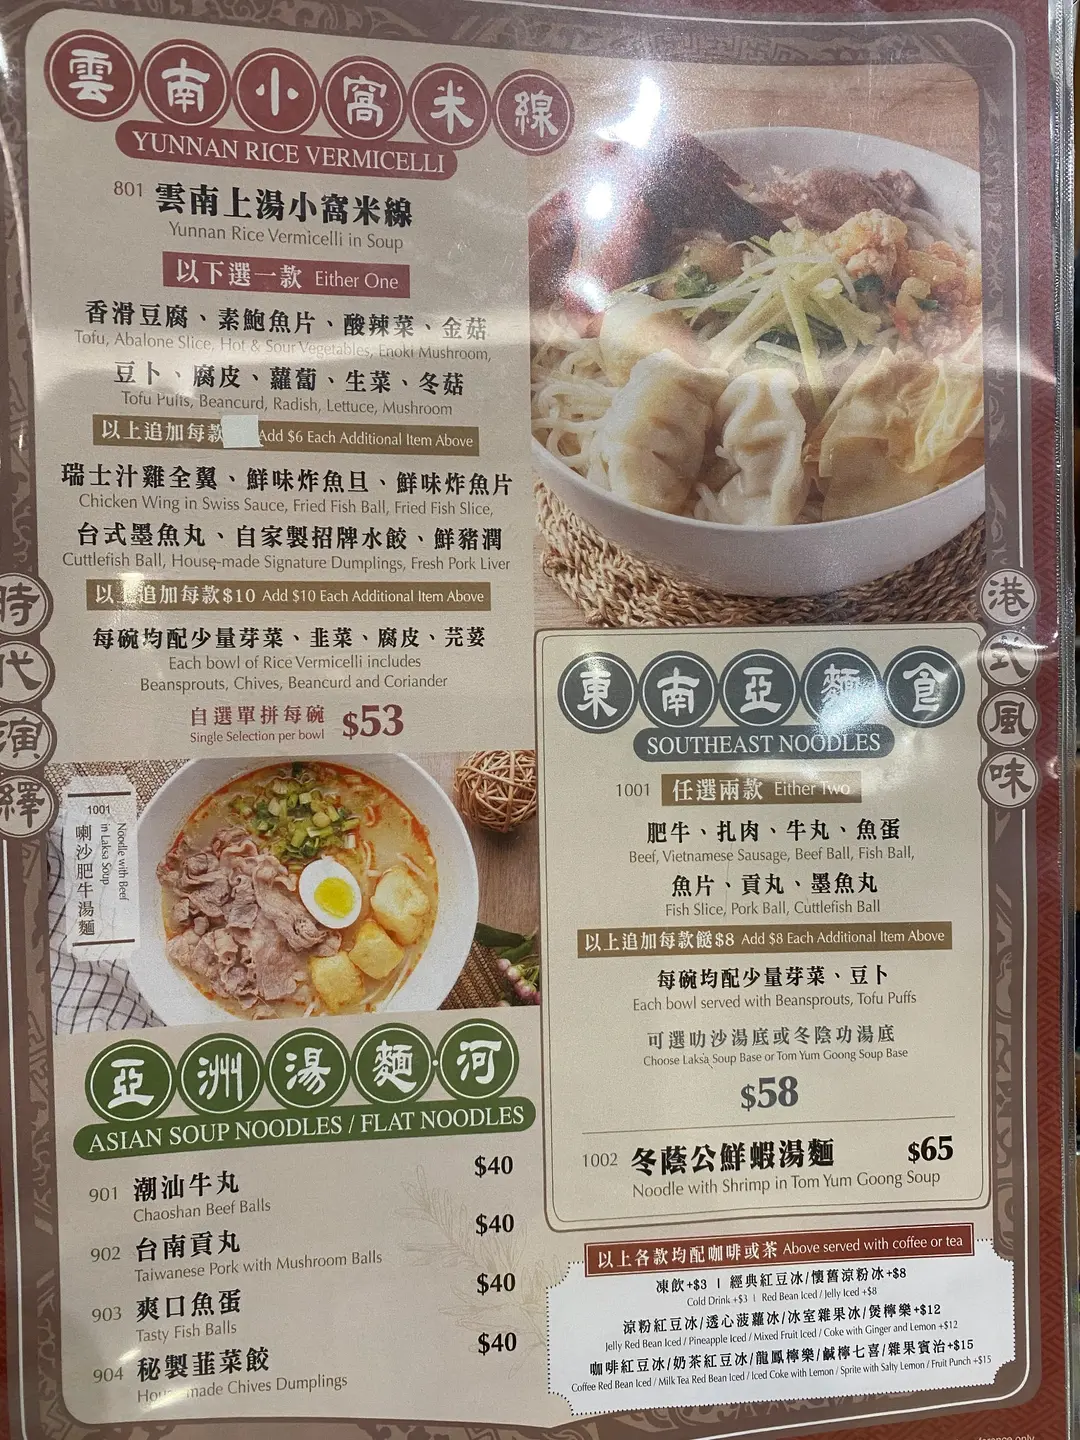 雲南小窩米線
YUNNAN RICE VERMICELLI
801 雲南上湯小窩米線
Yunnan Rice Vermicelli in Soup
以下選一款 Either One
香滑豆腐、素鮑魚片、酸辣菜、金菇
Tofu, Abalone Slice, Hot & Sour Vegetables, Enoki Mushroom,
豆卜、腐皮、蘿蔔、生菜、冬菇
Tofu Puffs, Beancurd, Radish, Lettuce, Mushroom
以上追加每款 Add $6 Each Additional Item Above
瑞士汁雞全翼、鮮味炸魚旦、鮮味炸魚片
Chicken Wing in Swiss Sauce, Fried Fish Ball, Fried Fish Slice,
台式墨魚丸、自家製招牌水餃、鮮豬潤
Cuttlefish Ball, House-made Signature Dumplings, Fresh Pork Liver
以上追加每款$10 Add $10 Each Additional Item Above
每碗均配少量芽菜、韭菜、腐皮、芫荽
Each bowl of Rice Vermicelli includes
Beansprouts, Chives, Beancurd and Coriander
自選單拼每碗 $53
Single Selection per bowl
時代演繹
港式風味
1001
喇沙肥牛湯麵
Noodle with Beef
in Laksa Soup
亞洲湯麵·河
ASIAN SOUP NOODLES / FLAT NOODLES
901 潮汕牛丸 $40
Chaoshan Beef Balls
902 台南貢丸 $40
Taiwanese Pork with Mushroom Balls
903 爽口魚蛋 $40
Tasty Fish Balls
904 秘製韮菜餃 $40
House-made Chives Dumplings
東南亞麵食
SOUTHEAST NOODLES
1001 任選兩款 Either Two
肥牛、扎肉、牛丸、魚蛋
Beef, Vietnamese Sausage, Beef Ball, Fish Ball,
魚片、貢丸、墨魚丸
Fish Slice, Pork Ball, Cuttlefish Ball
以上追加每款餸$8 Add $8 Each Additional Item Above
每碗均配少量芽菜、豆卜
Each bowl served with Beansprouts, Tofu Puffs
可選叻沙湯底或冬陰功湯底
Choose Laksa Soup Base or Tom Yum Goong Soup Base
$58
1002 冬蔭公鮮蝦湯麵 $65
Noodle with Shrimp in Tom Yum Goong Soup
以上各款均配咖啡或茶 Above served with coffee or tea
凍飲+$3 | 經典紅豆冰/懷舊涼粉冰+$8
Cold Drink +$3 | Red Bean Iced / Jelly Iced +$8
涼粉紅豆冰/透心菠蘿冰/冰室雜果冰/煲檸樂+$12
Jelly Red Bean Iced / Pineapple Iced / Mixed Fruit Iced / Coke with Ginger and Lemon +$12
咖啡紅豆冰/奶茶紅豆冰/龍鳳檸樂/鹹檸七喜/雜果賓治+$15
Coffee Red Bean Iced / Milk Tea Red Bean Iced / Iced Coke with Lemon / Sprite with Salty Lemon / Fruit Punch +$15